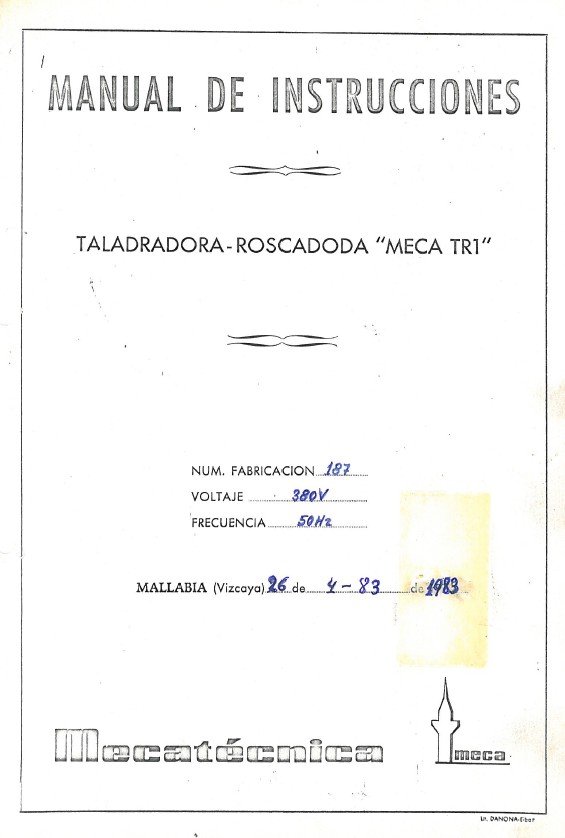 MANUAL DE INSTRUCCIONES
TALADRADORA-ROSCADODA "MECA TR1"
NUM. FABRICACION 187
VOLTAJE 380V
FRECUENCIA 50Hz
MALLABIA (Vizcaya) 26 de 4-83 de 1983
Mecatécnica
meca
Lit. DANONA-Eibar